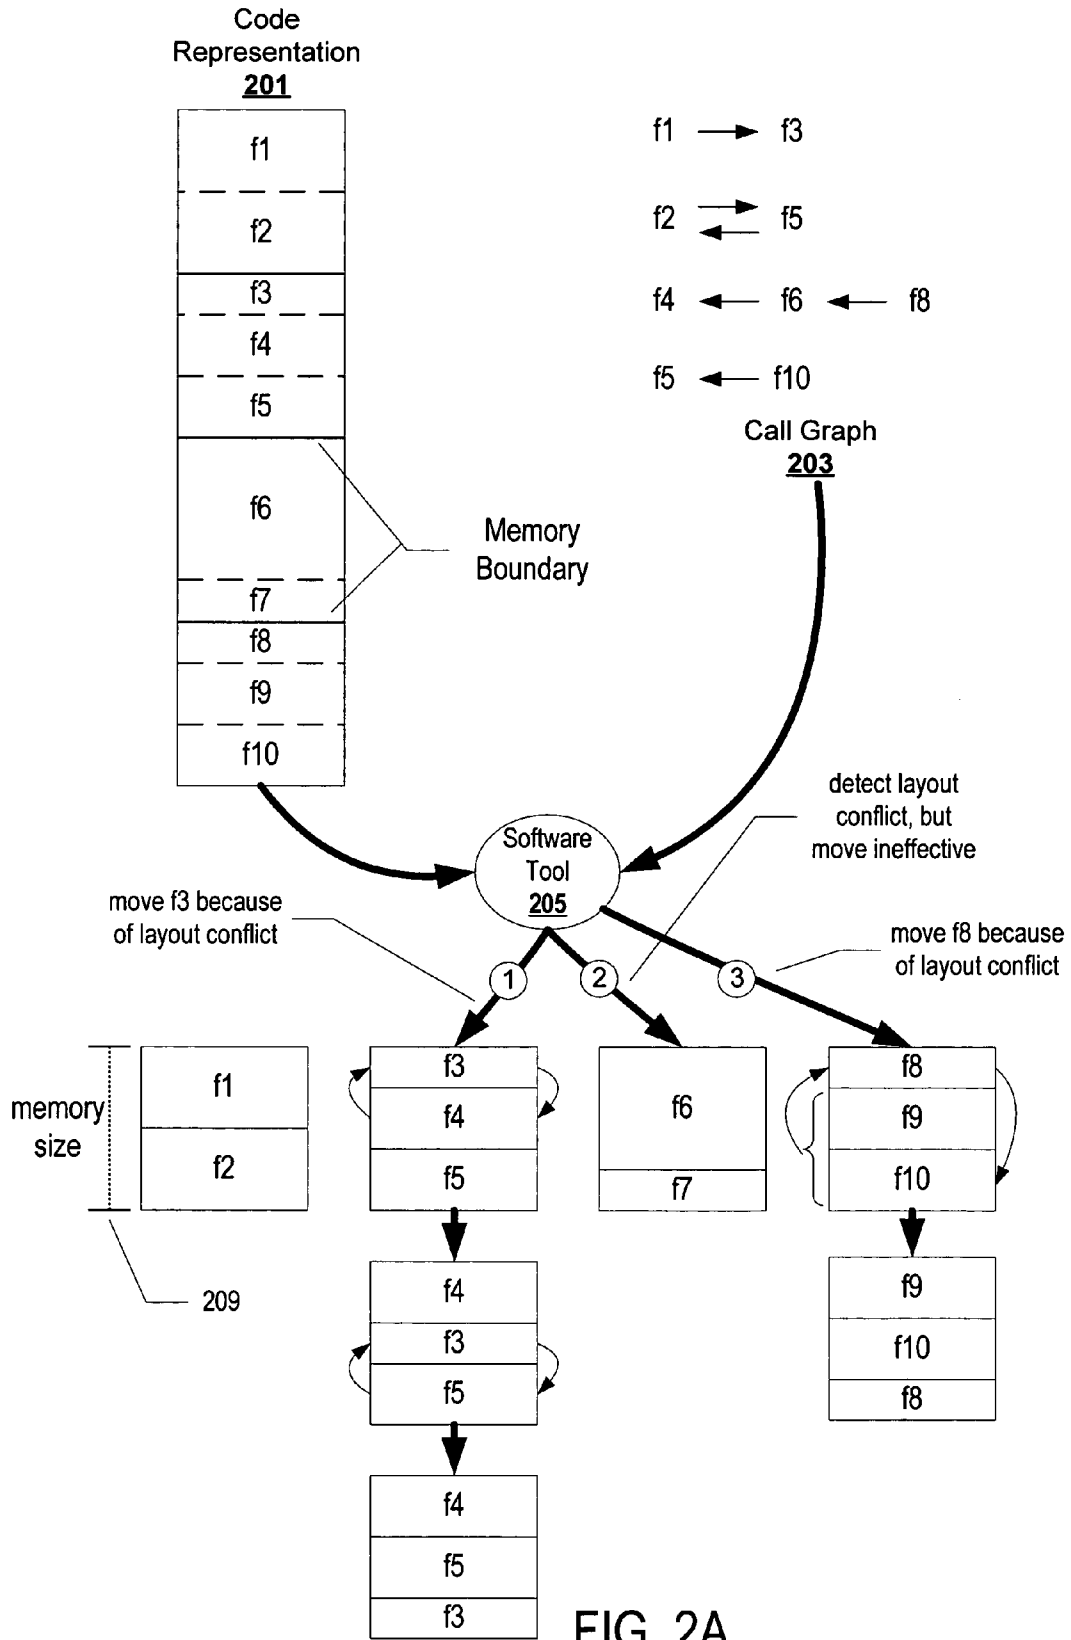 Code
Representation
201
f1
f2
f3
f4
f5
f6
f7
f8
f9
f10
f1 f3
f2 f5
f4 f6 f8
f5 f10
Call Graph
203
Memory
Boundary
detect layout
conflict, but
move ineffective
Software
Tool
205
move f3 because
of layout conflict
move f8 because
of layout conflict
1
2
3
memory
size
209
f1
f2
f3
f4
f5
f6
f7
f8
f9
f10
f4
f3
f5
f9
f10
f8
f4
f5
f3
FIG. 2A